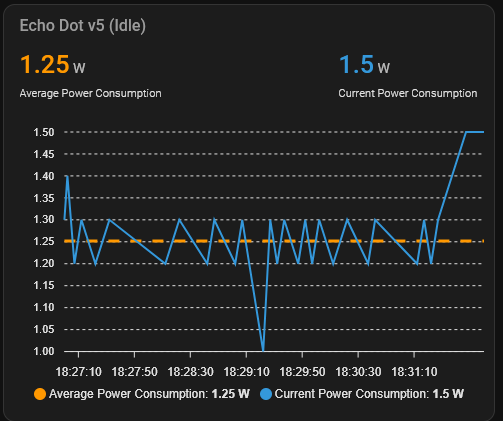 Echo Dot v5 (Idle)
1.25 W
1.5 W
Average Power Consumption
Current Power Consumption
1.50
1.45
1.40
1.35
1.30
1.25
1.20
1.15
1.10
1.05
1.00
18:27:10 18:27:50 18:28:30 18:29:10 18:29:50 18:30:30 18:31:10
Average Power Consumption: 1.25 W Current Power Consumption: 1.5 W